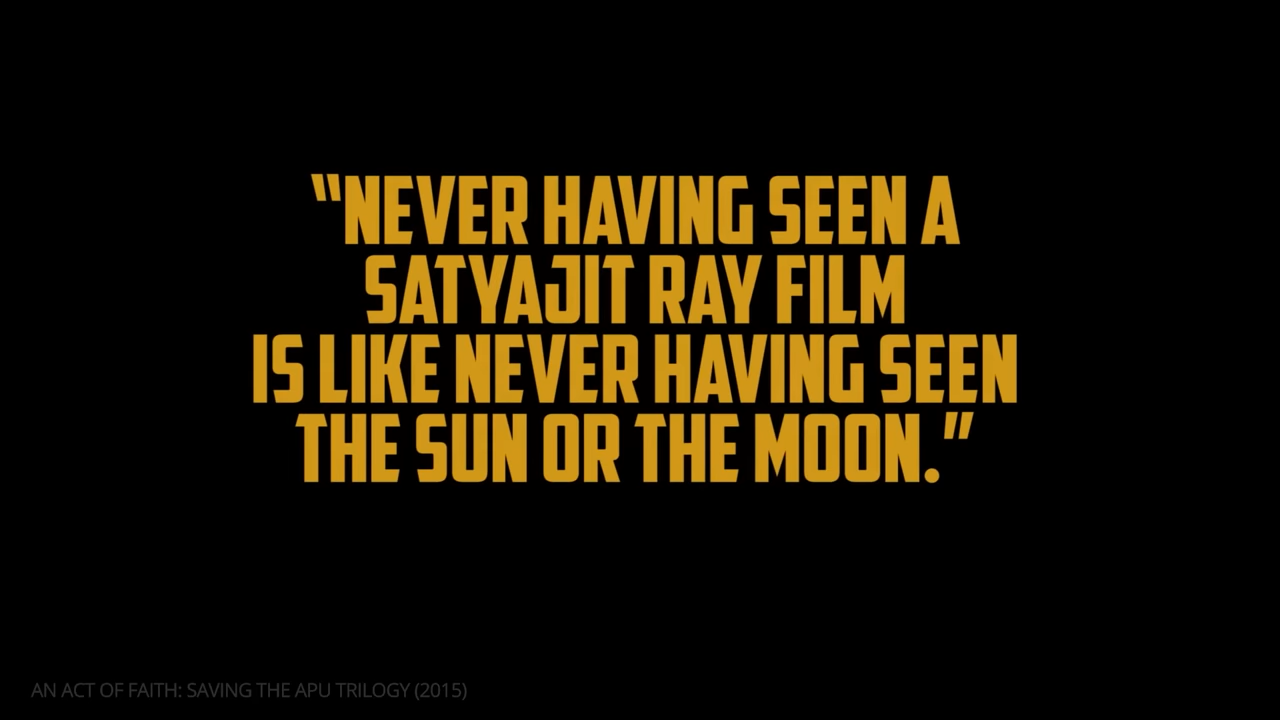 “NEVER HAVING SEEN A
SATYAJIT RAY FILM
IS LIKE NEVER HAVING SEEN
THE SUN OR THE MOON.”
AN ACT OF FAITH: SAVING THE APU TRILOGY (2015)